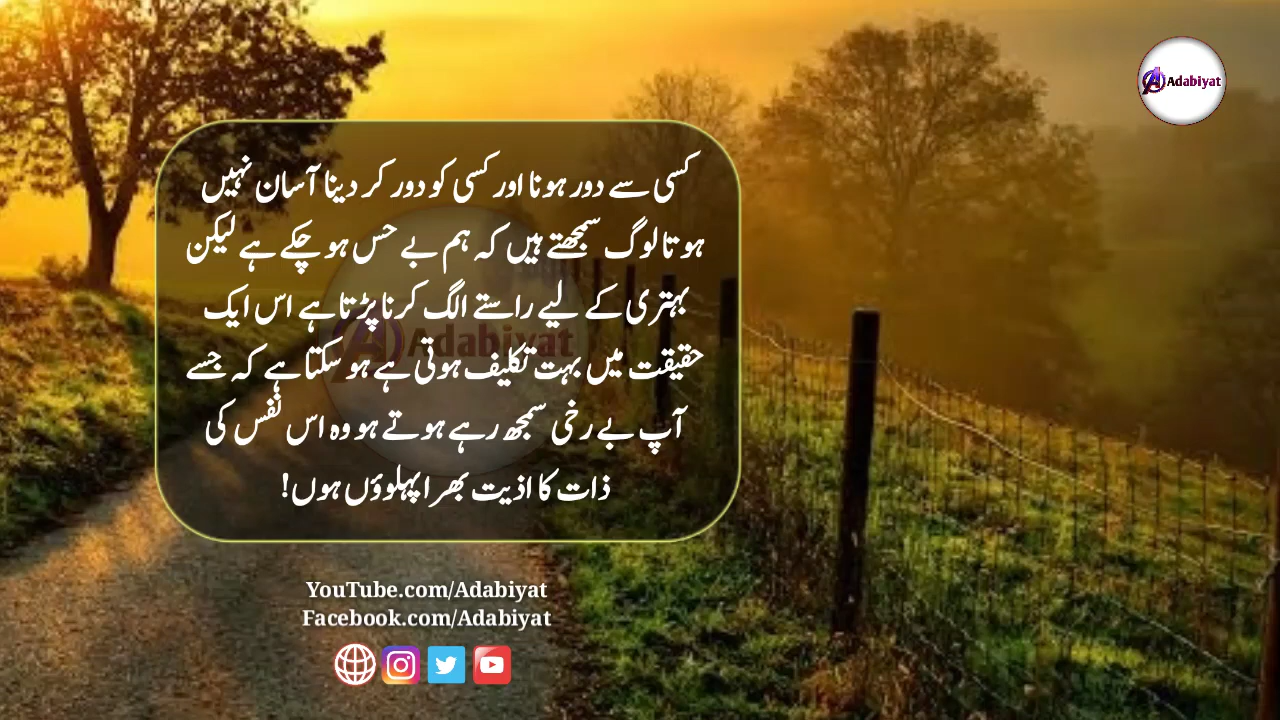 Adabiyat
کسی سے دور ہونا اور کسی کو دور کر دینا آسان نہیں
ہوتا لوگ سمجھتے ہیں کہ ہم بے حس ہو چکے ہے لیکن
بہتری کے لیے راستے الگ کرنا پڑتا ہے اس ایک
حقیقت میں بہت تکلیف ہوتی ہے ہو سکتا ہے کہ جسے
آپ بے رخی سمجھ رہے ہوتے ہو وہ اس نفس کی
ذات کا اذیت بھرا پہلوؤں ہوں!
Adabiyat
YouTube.com/Adabiyat
Facebook.com/Adabiyat